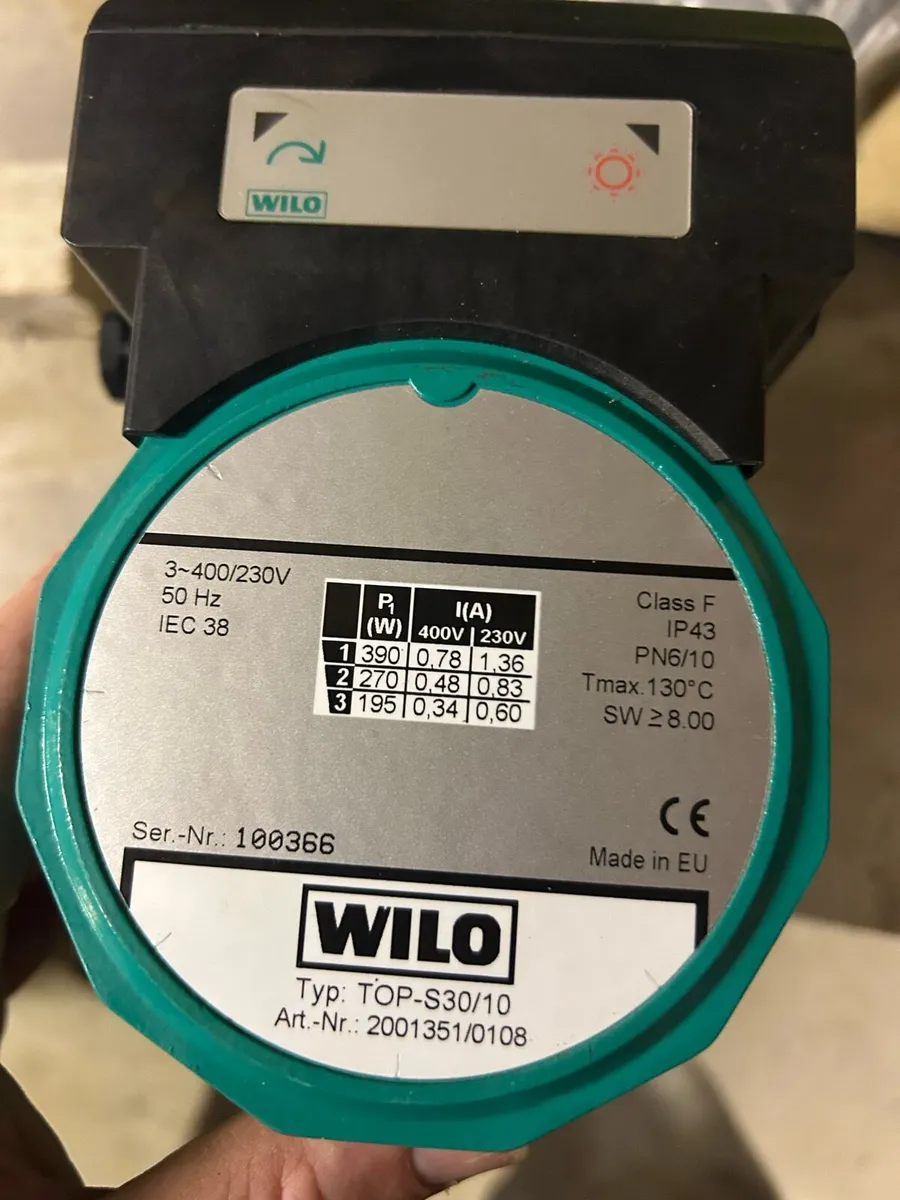 WILO
3~400/230V
50 Hz
IEC 38
P1 (W) I(A)
400V 230V
1 390 0,78 1,36
2 270 0,48 0,83
3 195 0,34 0,60
Class F
IP43
PN6/10
Tmax.130°C
SW ≥ 8.00
CE
Made in EU
Ser.-Nr.: 100366
WILO
Typ: TOP-S30/10
Art.-Nr.: 2001351/0108